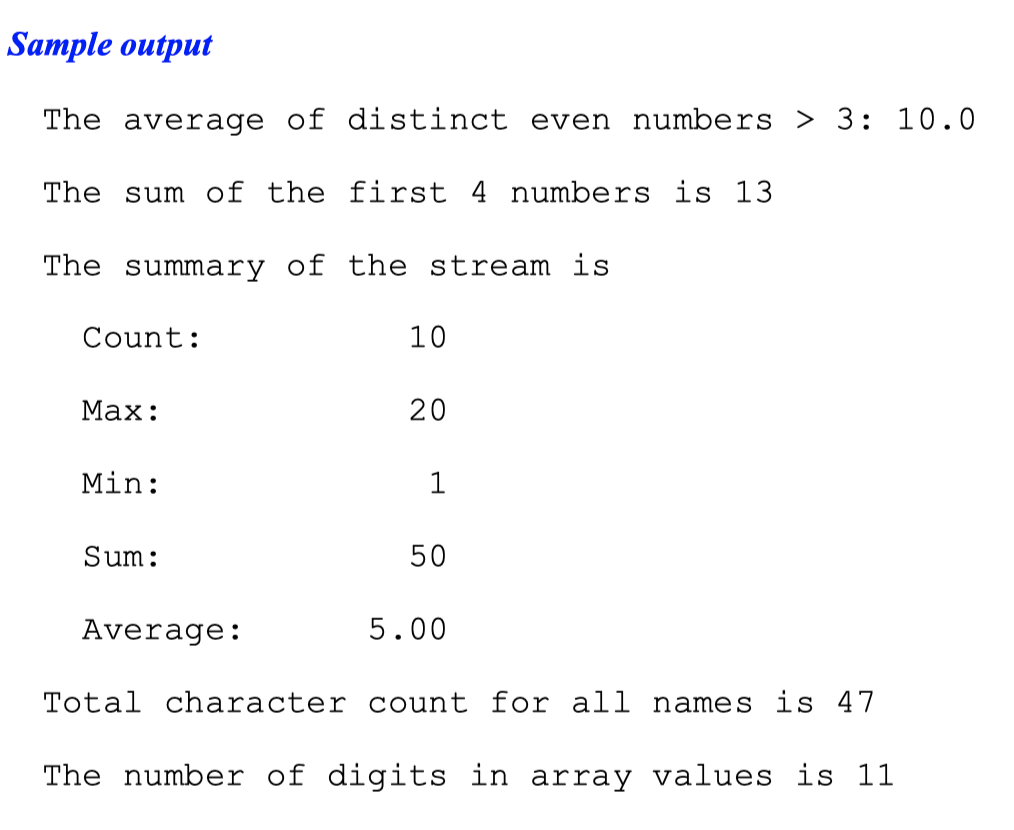 Sample output
The average of distinct even numbers > 3: 10.0
The sum of the first 4 numbers is 13
The summary of the stream is
Count: 10
Max: 20
Min: 1
Sum: 50
Average: 5.00
Total character count for all names is 47
The number of digits in array values is 11